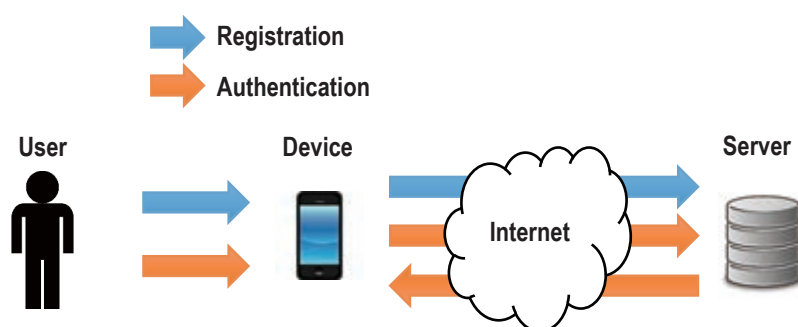 Registration
Authentication
User
Device
Server
Internet